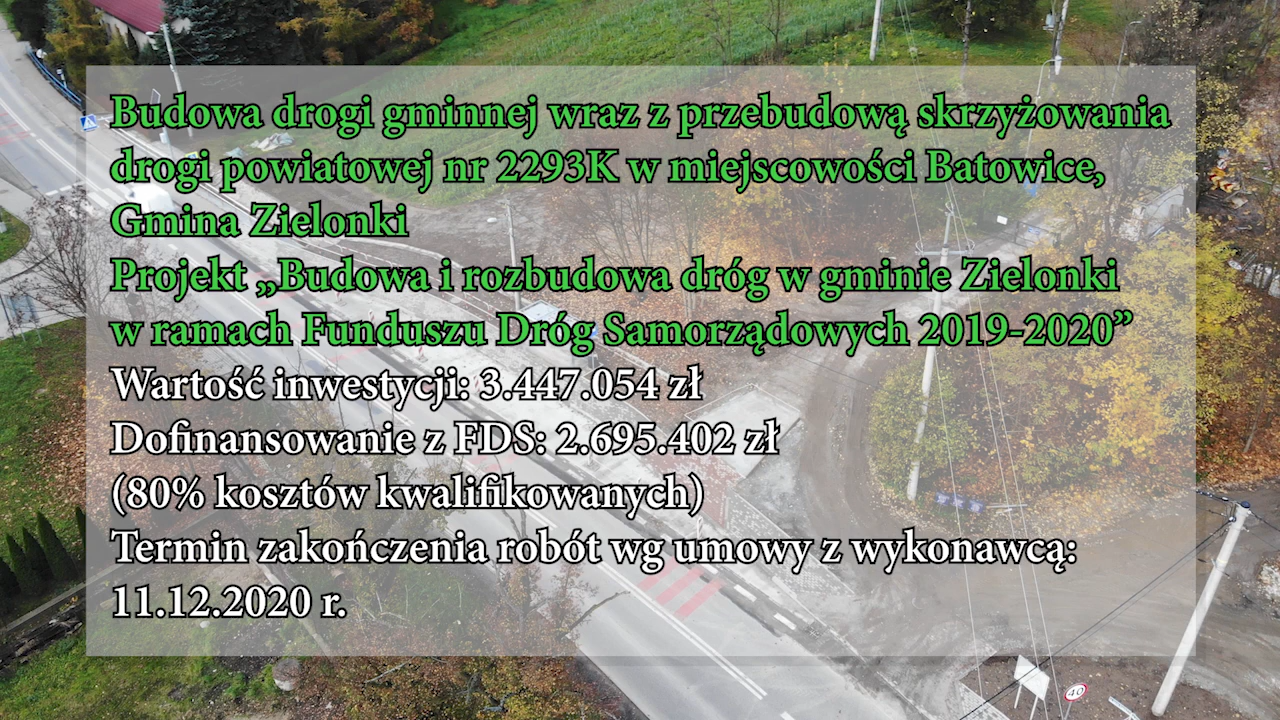 Budowa drogi gminnej wraz z przebudową skrzyżowania
drogi powiatowej nr 2293K w miejscowości Batowice,
Gmina Zielonki
Projekt „Budowa i rozbudowa dróg w gminie Zielonki
w ramach Funduszu Dróg Samorządowych 2019-2020”
Wartość inwestycji: 3.447.054 zł
Dofinansowanie z FDS: 2.695.402 zł
(80% kosztów kwalifikowanych)
Termin zakończenia robót wg umowy z wykonawcą:
11.12.2020 r.
40